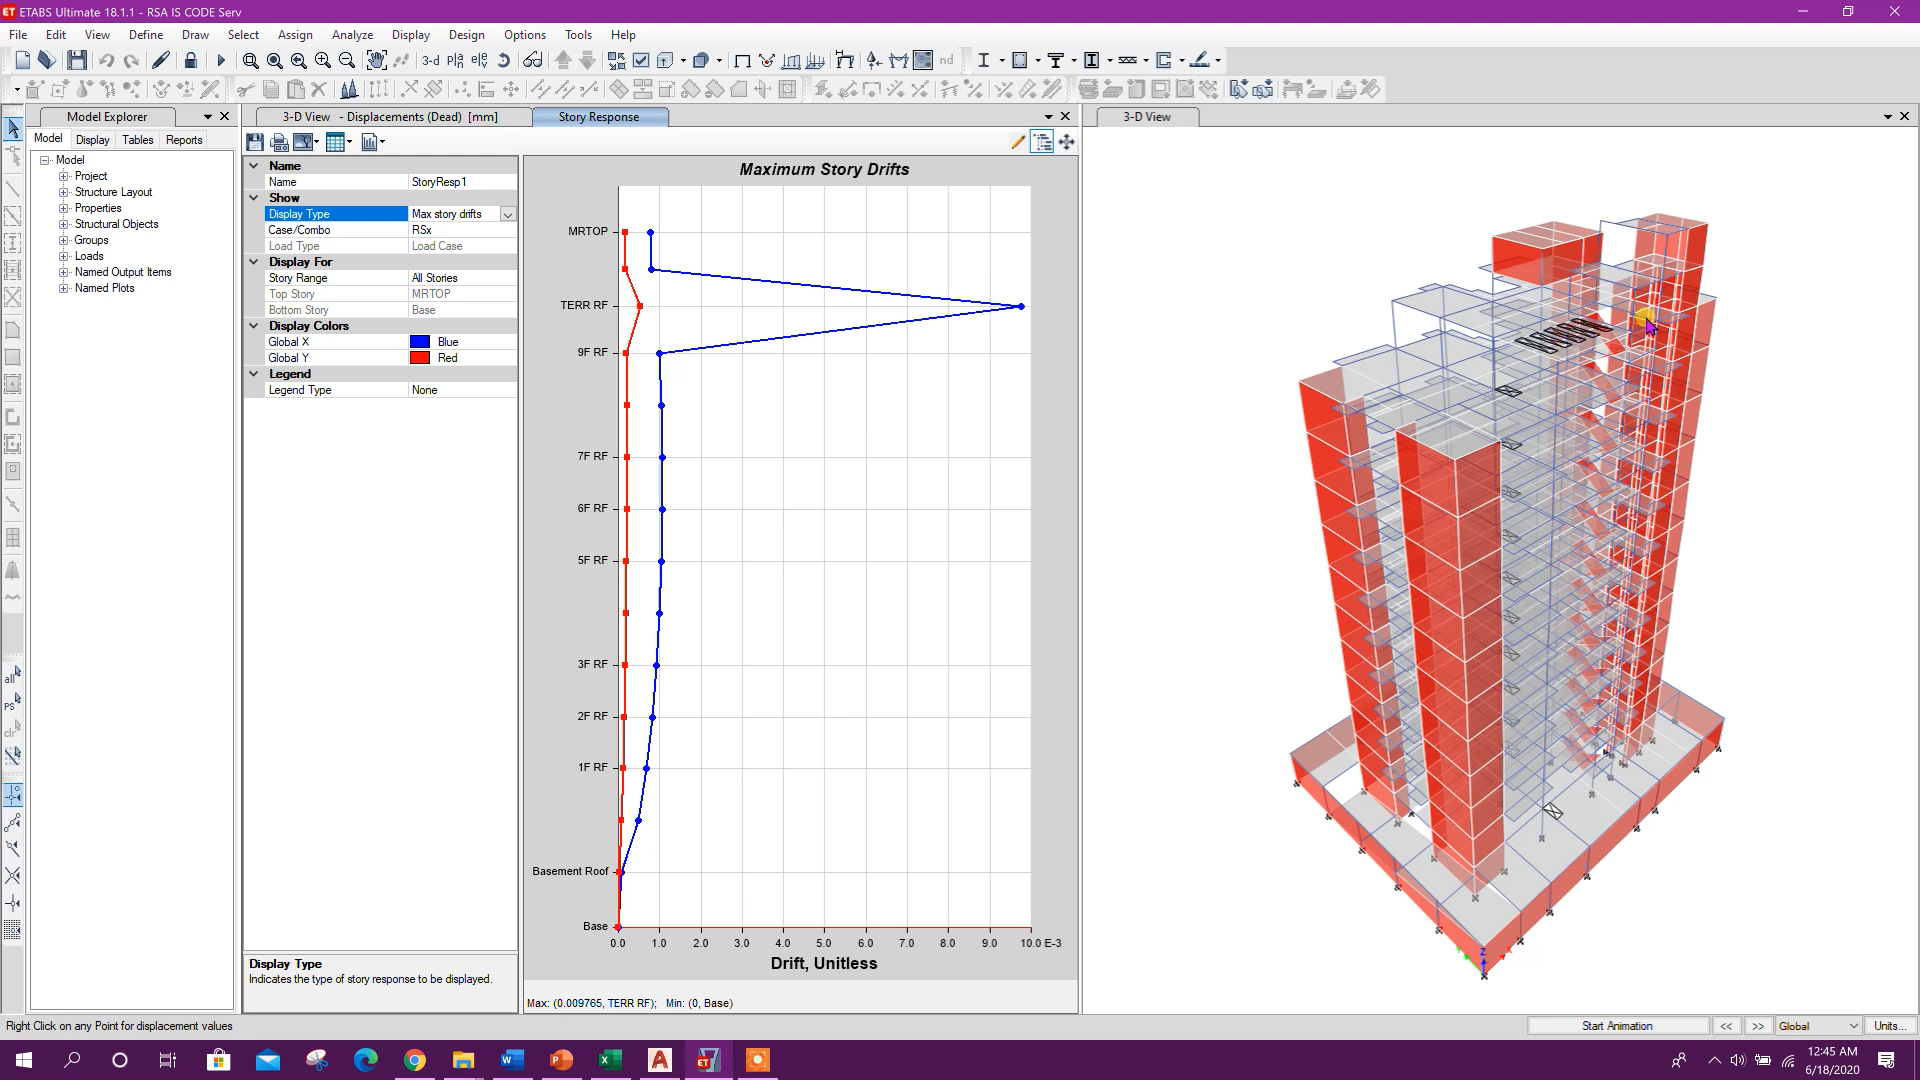 ETABS Ultimate 18.1.1 - RSA IS CODE Serv
File Edit View Define Draw Select Assign Analyze Display Design Options Tools Help
3-d
nd
Model Explorer
3-D View - Displacements (Dead) [mm]
Story Response
3-D View
Model Display Tables Reports
Model
Project
Structure Layout
Properties
Structural Objects
Groups
Loads
Named Output Items
Named Plots
Name
Name StoryResp1
Show
Display Type Max story drifts
Case/Combo RSx
Load Type Load Case
Display For
Story Range All Stories
Top Story MRTOP
Bottom Story Base
Display Colors
Global X Blue
Global Y Red
Legend
Legend Type None
Display Type
Indicates the type of story response to be displayed.
Maximum Story Drifts
MRTOP
TERR RF
9F RF
7F RF
6F RF
5F RF
3F RF
2F RF
1F RF
Basement Roof
Base
0.0 1.0 2.0 3.0 4.0 5.0 6.0 7.0 8.0 9.0 10.0 E-3
Drift, Unitless
Max: (0.009765, TERR RF); Min: (0, Base)
all
PS
clr
Z
X
Y
Right Click on any Point for displacement values
Start Animation
<<
>>
Global
Units...
12:45 AM
6/18/2020